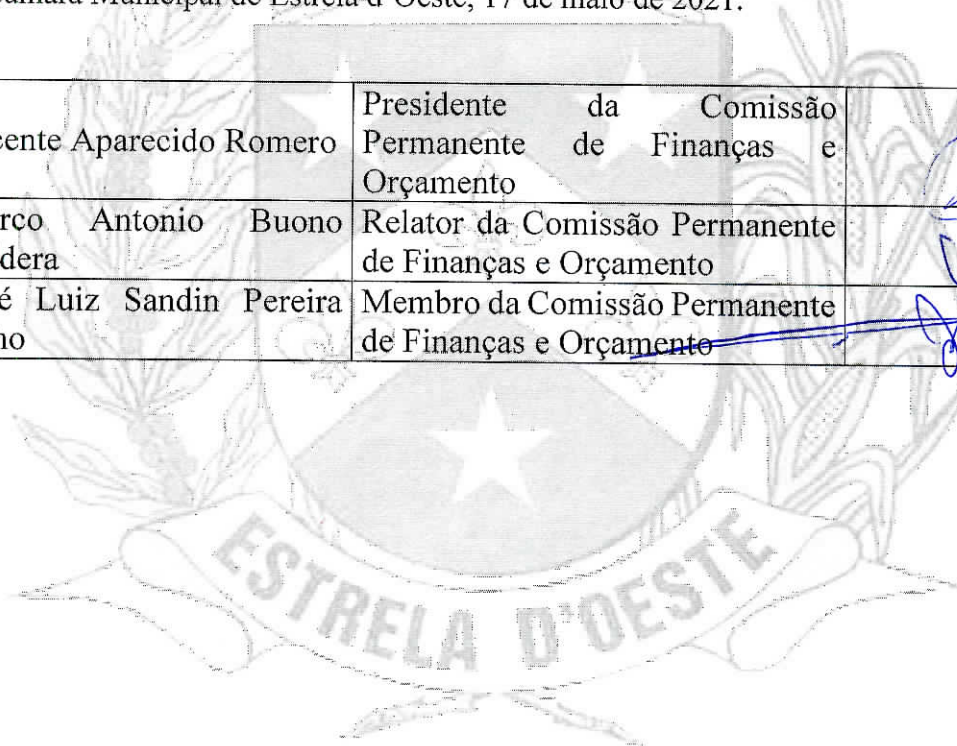 Câmara Municipal de Estrela d'Oeste, 17 de maio de 2021.
cente Aparecido Romero
Presidente da Comissão
Permanente de Finanças e
Orçamento
rco Antonio Buono
dera
Relator da Comissão Permanente
de Finanças e Orçamento
é Luiz Sandin Pereira
no
Membro da Comissão Permanente
de Finanças e Orçamento
ESTRELA D'OESTE